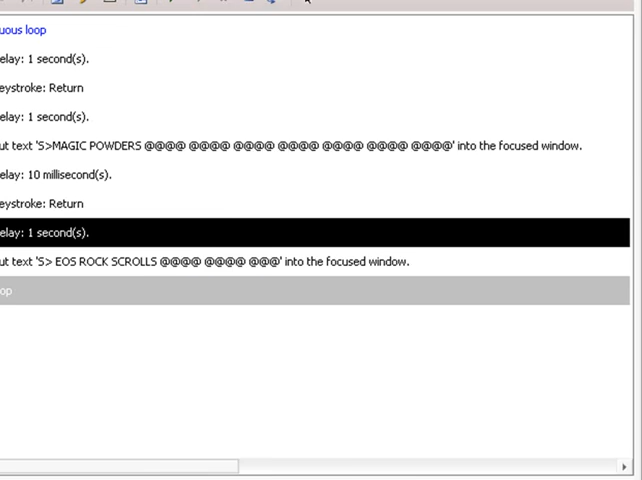 uous loop
elay: 1 second(s).
eystroke: Return
elay: 1 second(s).
ut text 'S>MAGIC POWDERS @@@@ @@@@ @@@@ @@@@ @@@@ @@@@ @@@@' into the focused window.
elay: 10 millisecond(s).
eystroke: Return
elay: 1 second(s).
ut text 'S> EOS ROCK SCROLLS @@@@ @@@@ @@@' into the focused window.
op